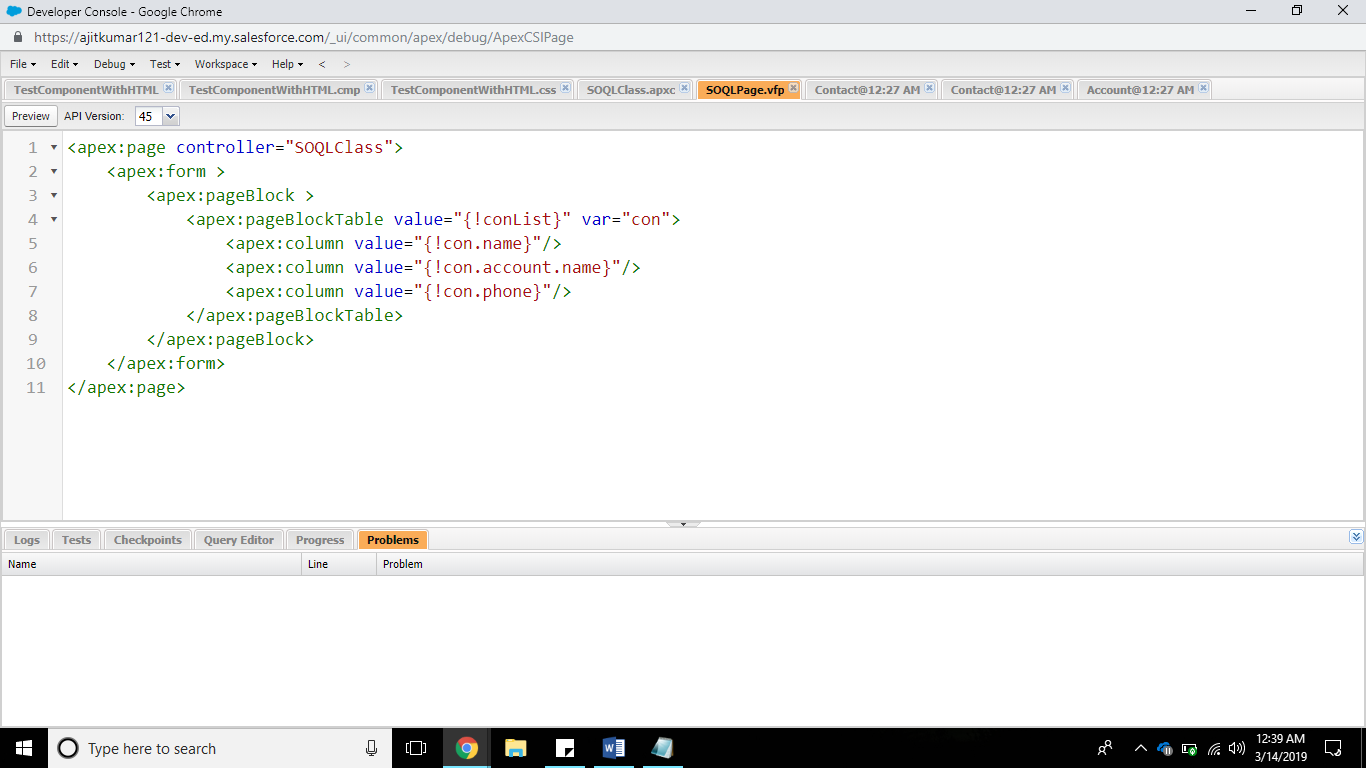 Developer Console - Google Chrome
https://ajitkumar121-dev-ed.my.salesforce.com/_ui/common/apex/debug/ApexCSIPage
File Edit Debug Test Workspace Help < >
TestComponentWithHTML TestComponentWithHTML.cmp TestComponentWithHTML.css SOQLClass.apxc SOQLPage.vfp Contact@12:27 AM Contact@12:27 AM Account@12:27 AM
Preview API Version: 45
1 <apex:page controller="SOQLClass">
2 <apex:form >
3 <apex:pageBlock >
4 <apex:pageBlockTable value="{!conList}" var="con">
5 <apex:column value="{!con.name}"/>
6 <apex:column value="{!con.account.name}"/>
7 <apex:column value="{!con.phone}"/>
8 </apex:pageBlockTable>
9 </apex:pageBlock>
10 </apex:form>
11 </apex:page>
Logs Tests Checkpoints Query Editor Progress Problems
Name Line Problem
Type here to search
12:39 AM
3/14/2019